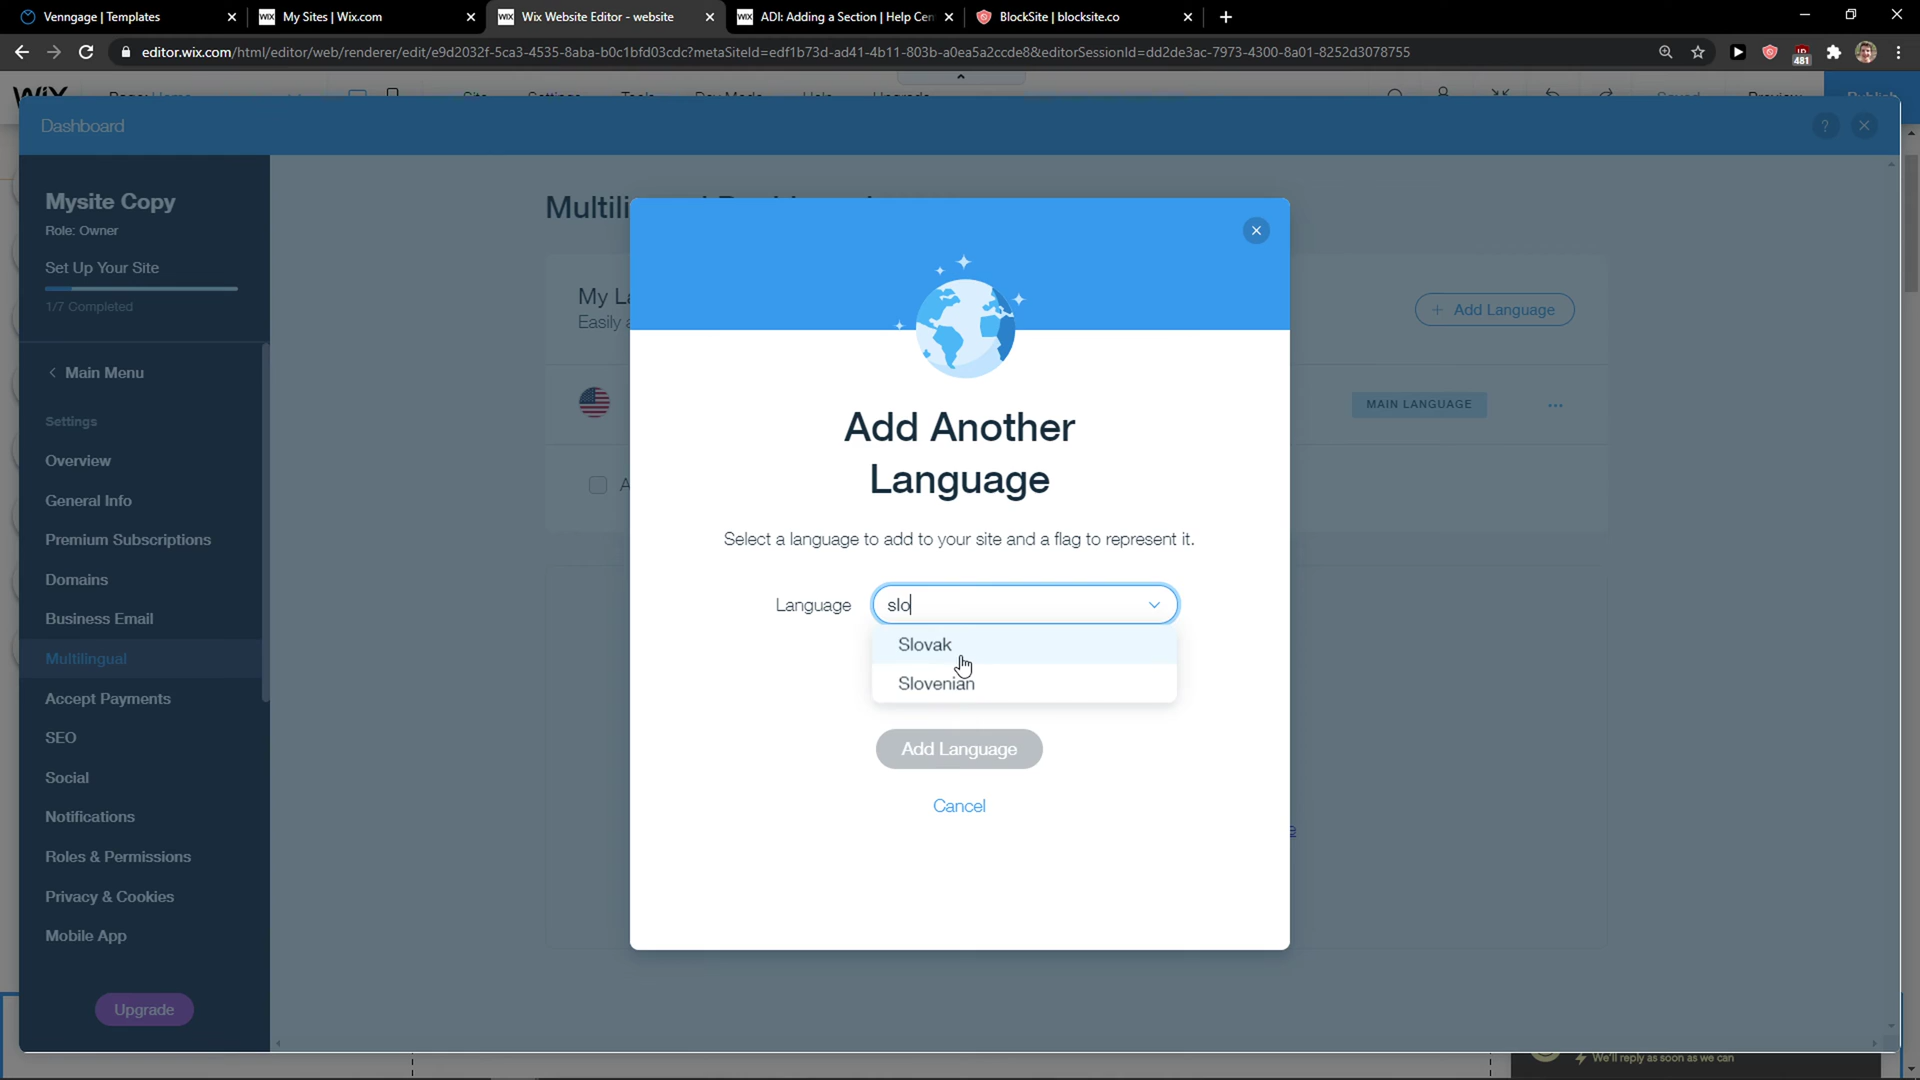 Venngage | Templates
My Sites | Wix.com
Wix Website Editor - website
ADI: Adding a Section | Help Cen
BlockSite | blocksite.co
editor.wix.com/html/editor/web/renderer/edit/e9d2032f-5ca3-4535-8aba-b0c1bfd03cdc?metaSiteId=edf1b73d-ad41-4b11-803b-a0ea5a2ccde8&editorSessionId=dd2de3ac-7973-4300-8a01-8252d3078755
481
Dashboard
?
Mysite Copy
Role: Owner
Set Up Your Site
1/7 Completed
Main Menu
Settings
Overview
General Info
Premium Subscriptions
Domains
Business Email
Multilingual
Accept Payments
SEO
Social
Notifications
Roles & Permissions
Privacy & Cookies
Mobile App
Upgrade
My La
Easily a
+ Add Language
MAIN LANGUAGE
A
Add Another
Language
Select a language to add to your site and a flag to represent it.
Language
slo
Slovak
Slovenian
Add Language
Cancel
We'll reply as soon as we can